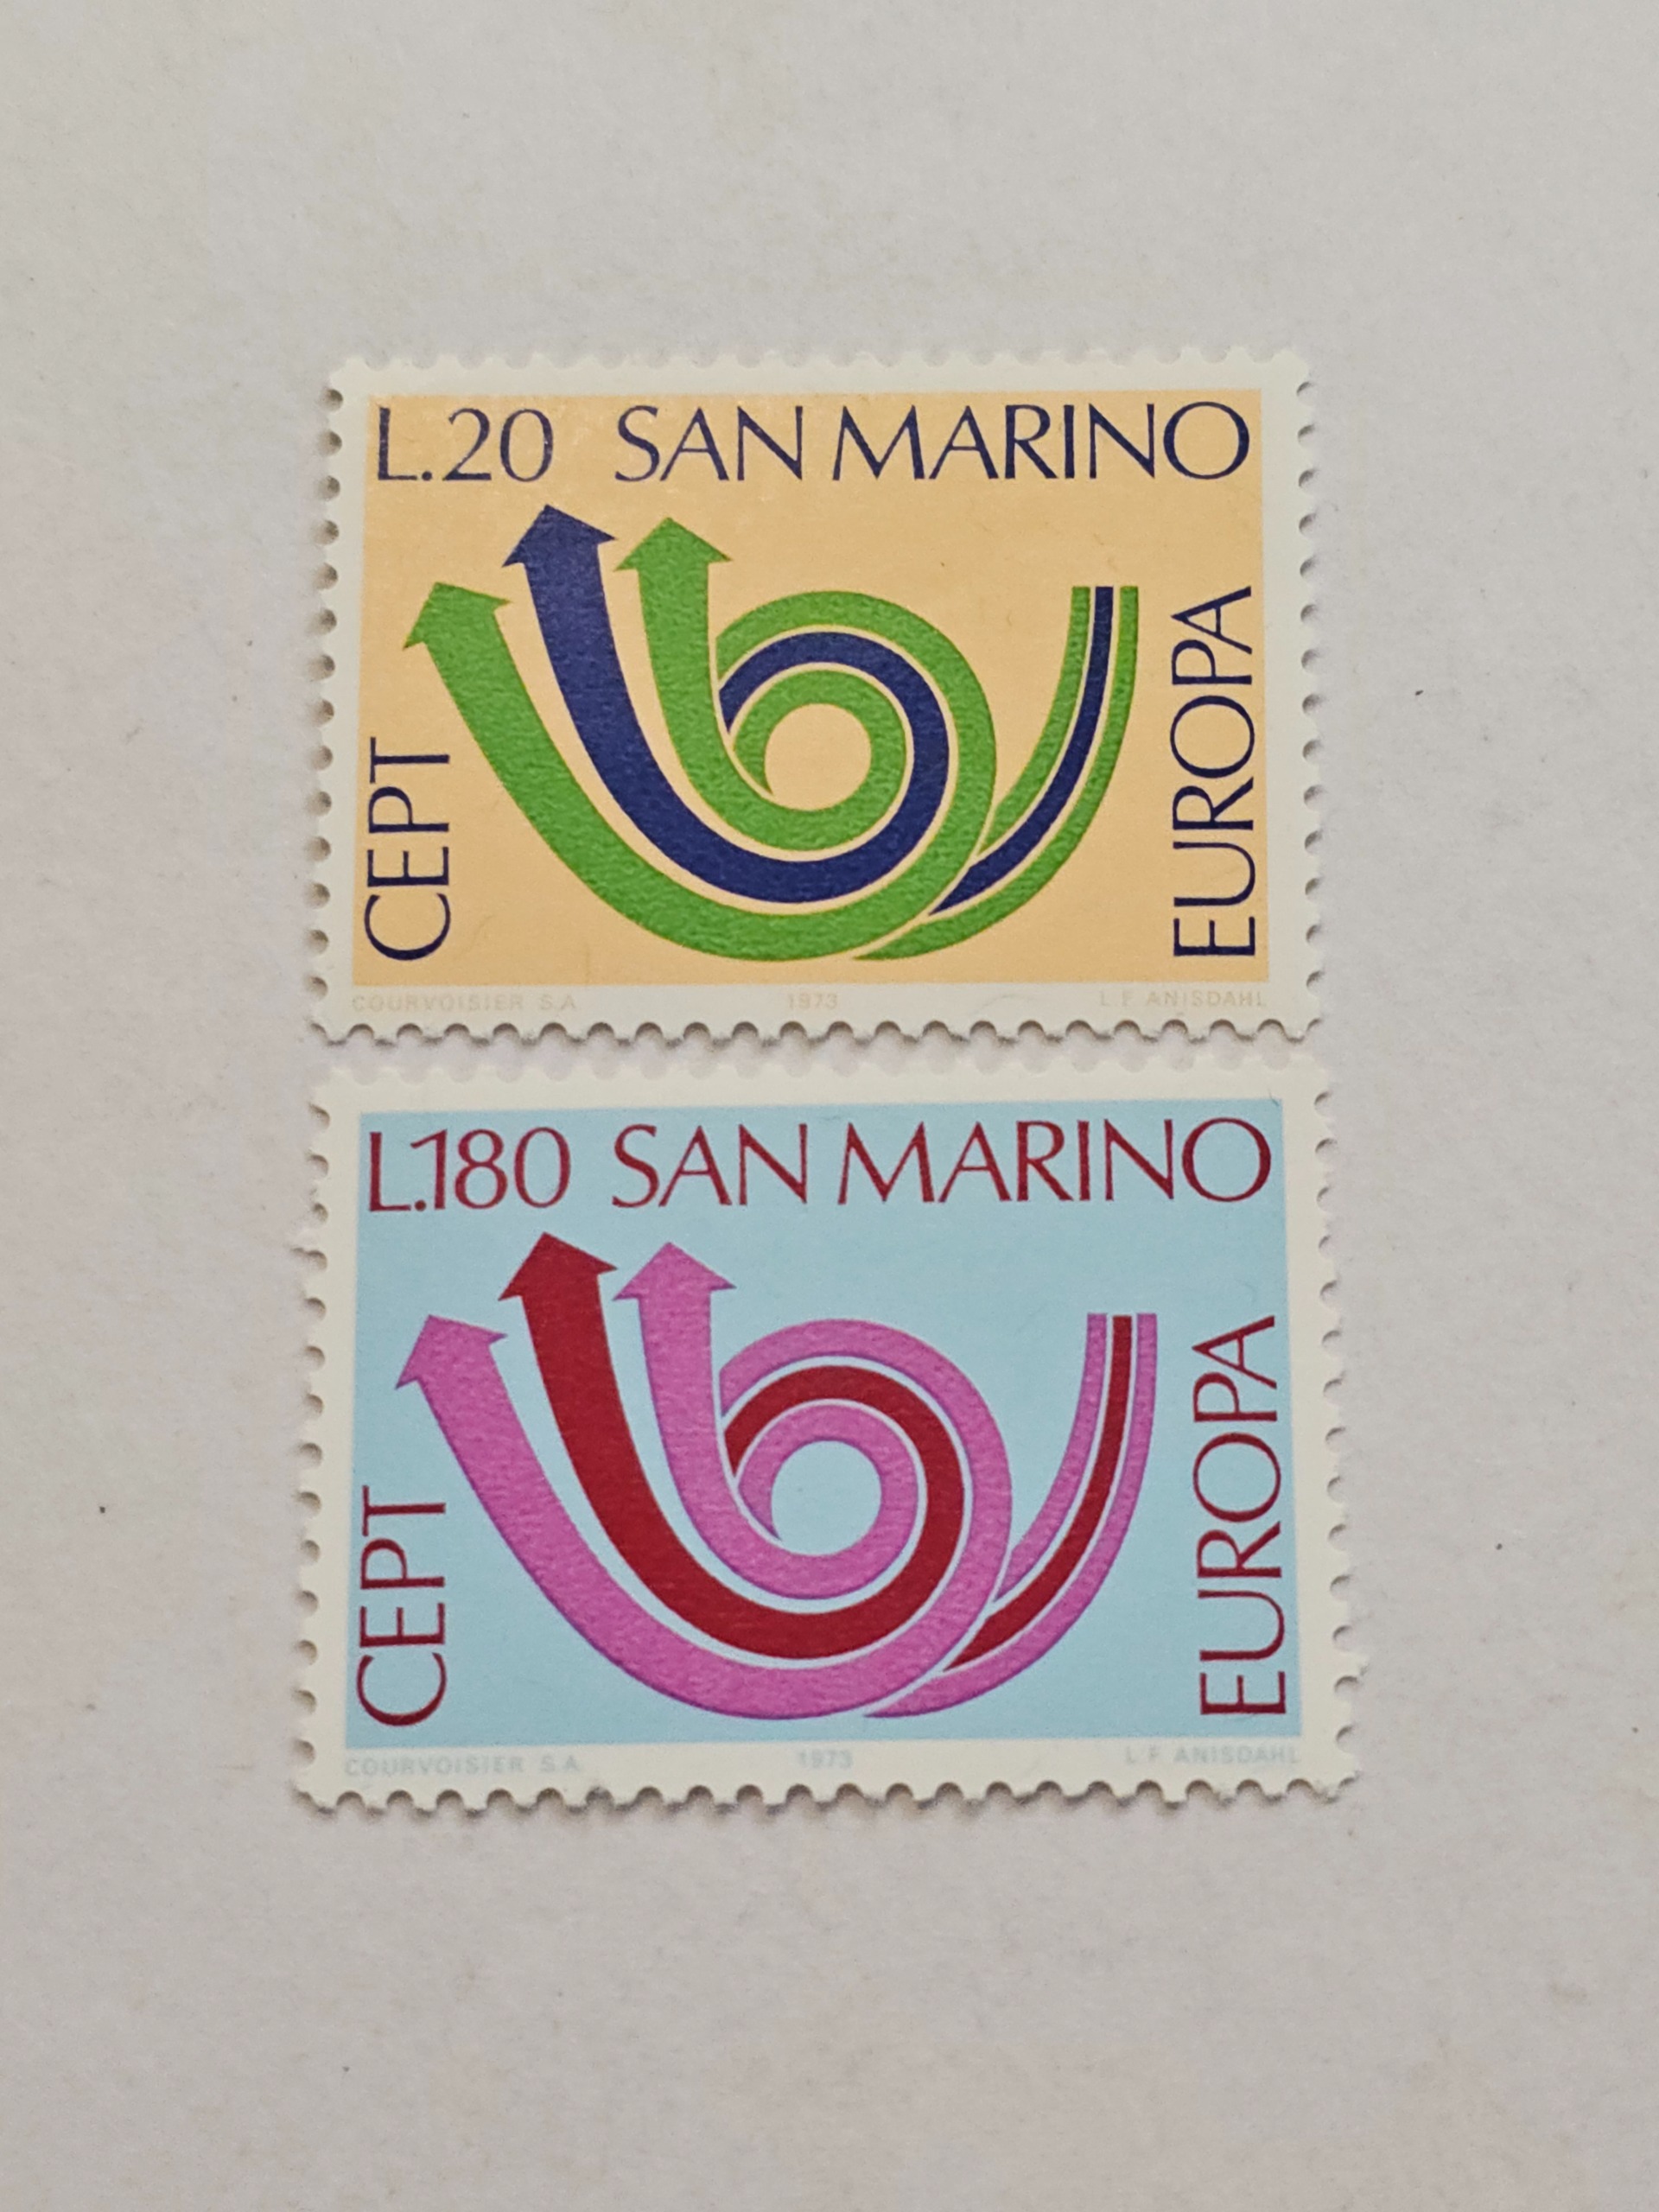 L.20 SAN MARINO
CEPT
EUROPA
COURVOISIER S.A. 1973 L. F. ANISDAHL
L.180 SAN MARINO
CEPT
EUROPA
COURVOISIER S.A. 1973 L. F. ANISDAHL